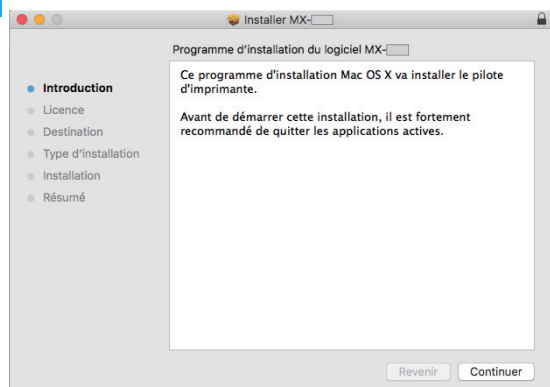 Installer MX-
Programme d'installation du logiciel MX-
Introduction
Licence
Destination
Type d'installation
Installation
Résumé
Ce programme d'installation Mac OS X va installer le pilote
d'imprimante.
Avant de démarrer cette installation, il est fortement
recommandé de quitter les applications actives.
Revenir
Continuer